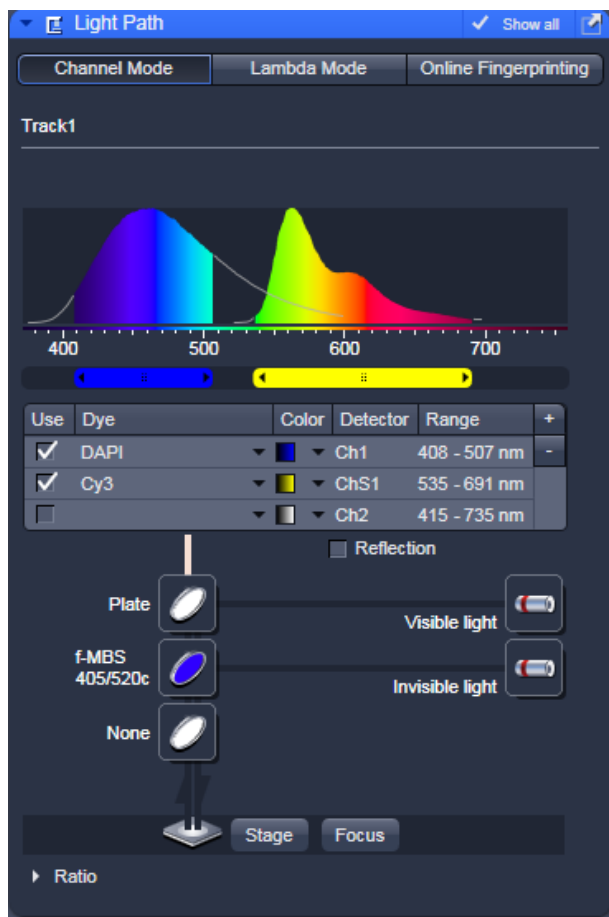 Light Path
Show all
Channel Mode Lambda Mode Online Fingerprinting
Track1
400 500 600 700
Use Dye Color Detector Range +
DAPI Ch1 408 - 507 nm -
Cy3 ChS1 535 - 691 nm
Ch2 415 - 735 nm
Reflection
Plate
Visible light
f-MBS
405/520c
Invisible light
None
Stage Focus
Ratio